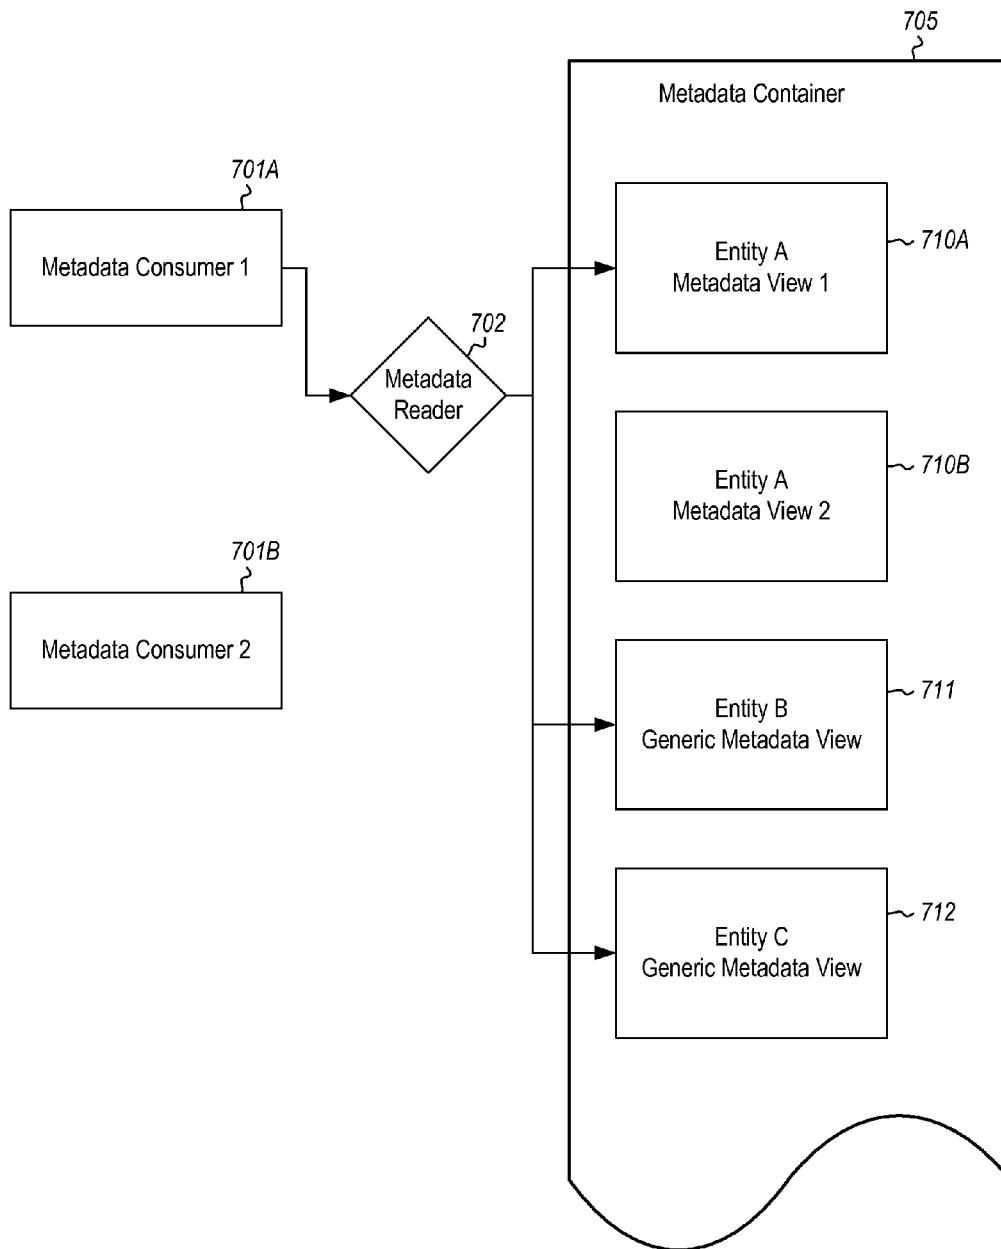 705
Metadata Container
701A
Metadata Consumer 1
710A
Entity A
Metadata View 1
702
Metadata
Reader
710B
Entity A
Metadata View 2
701B
Metadata Consumer 2
711
Entity B
Generic Metadata View
712
Entity C
Generic Metadata View